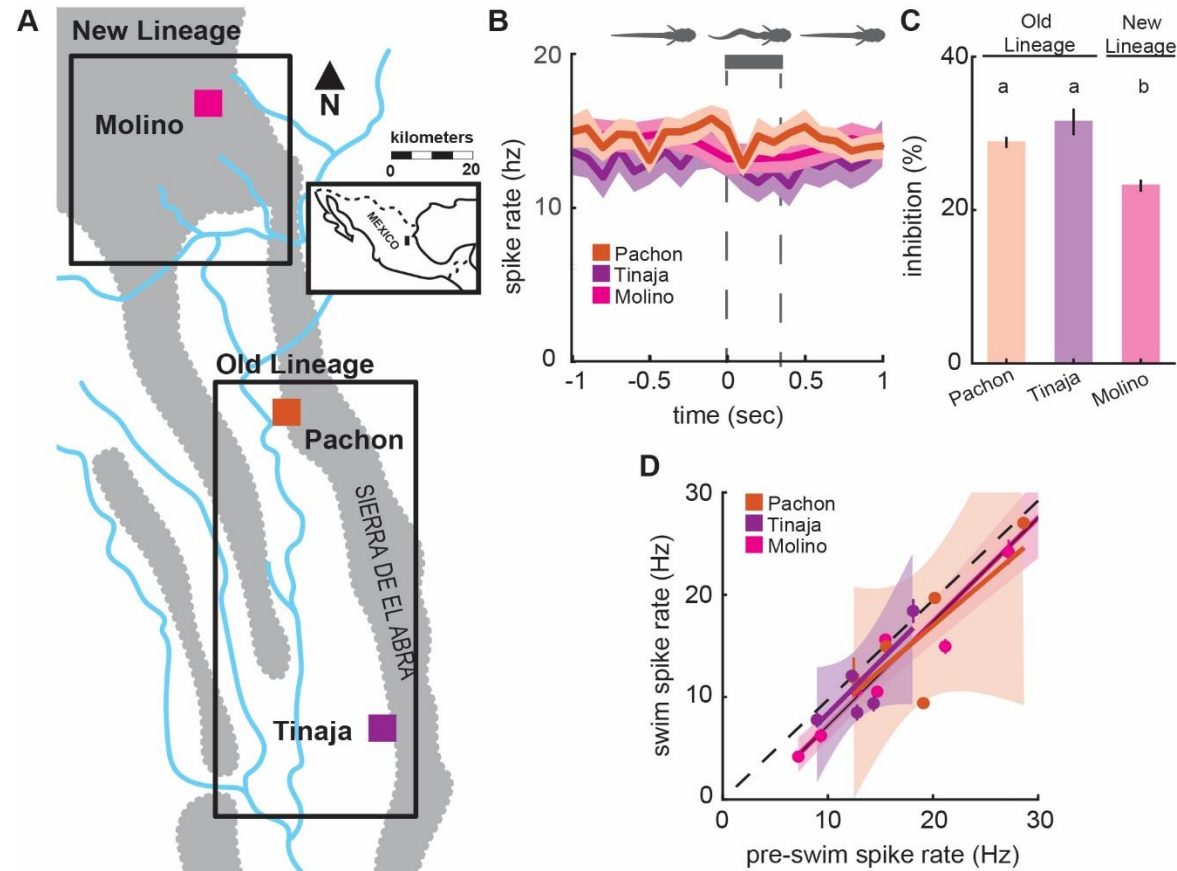 A
New Lineage
N
Molino
kilometers
0 20
MEXICO
Old Lineage
Pachon
SIERRA DE EL ABRA
Tinaja
B
20
10
0
spike rate (hz)
Pachon
Tinaja
Molino
-1 -0.5 0 0.5 1
time (sec)
C
Old Lineage
New Lineage
40
a a b
20
0
inhibition (%)
Pachon
Tinaja
Molino
D
30
20
10
0
swim spike rate (Hz)
Pachon
Tinaja
Molino
0 10 20 30
pre-swim spike rate (Hz)